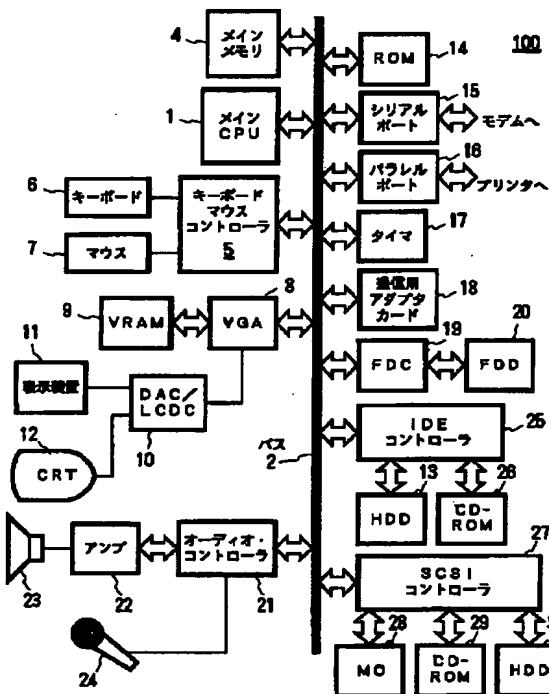 100
4
メイン
メモリ
14
ROM
1
メイン
CPU
15
シリアル
ポート
モデムへ
16
パラレル
ポート
プリンタへ
6
キーボード
7
マウス
キーボード
マウス
コントローラ
5
17
タイマ
18
通信用
アダプタ
カード
9
VRAM
8
VGA
19
FDC
20
FDD
11
表示装置
DAC/
LCDC
10
12
CRT
バス
2
25
IDE
コントローラ
13
HDD
26
CD-
ROM
23
アンプ
22
オーディオ・
コントローラ
21
24
27
SCSI
コントローラ
28
MO
29
CD-
ROM
HDD